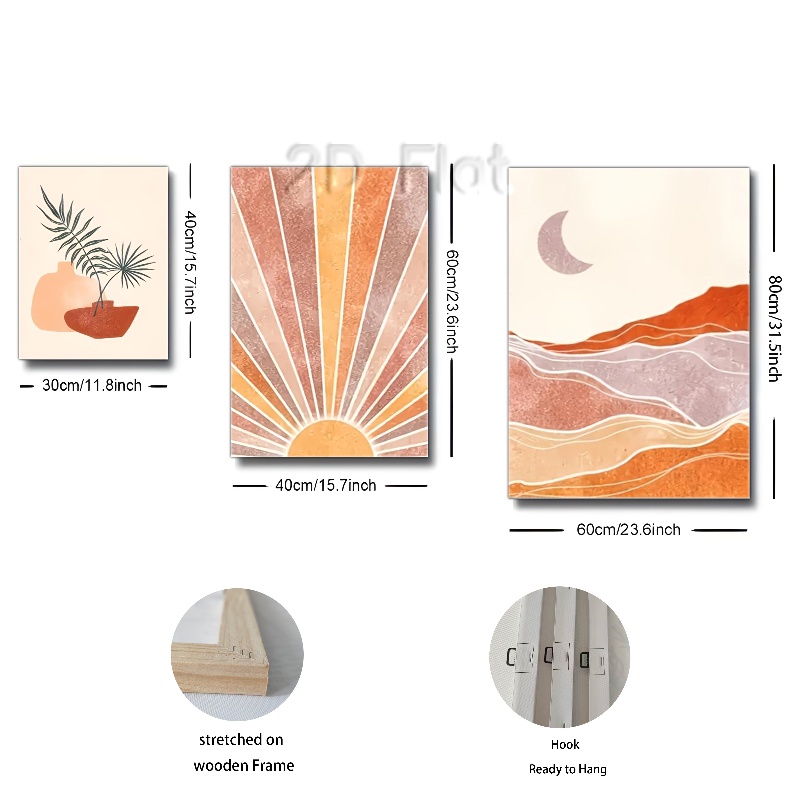 2D Flat
40cm/15.7inch
30cm/11.8inch
60cm/23.6inch
40cm/15.7inch
80cm/31.5inch
60cm/23.6inch
stretched on
wooden Frame
Hook
Ready to Hang